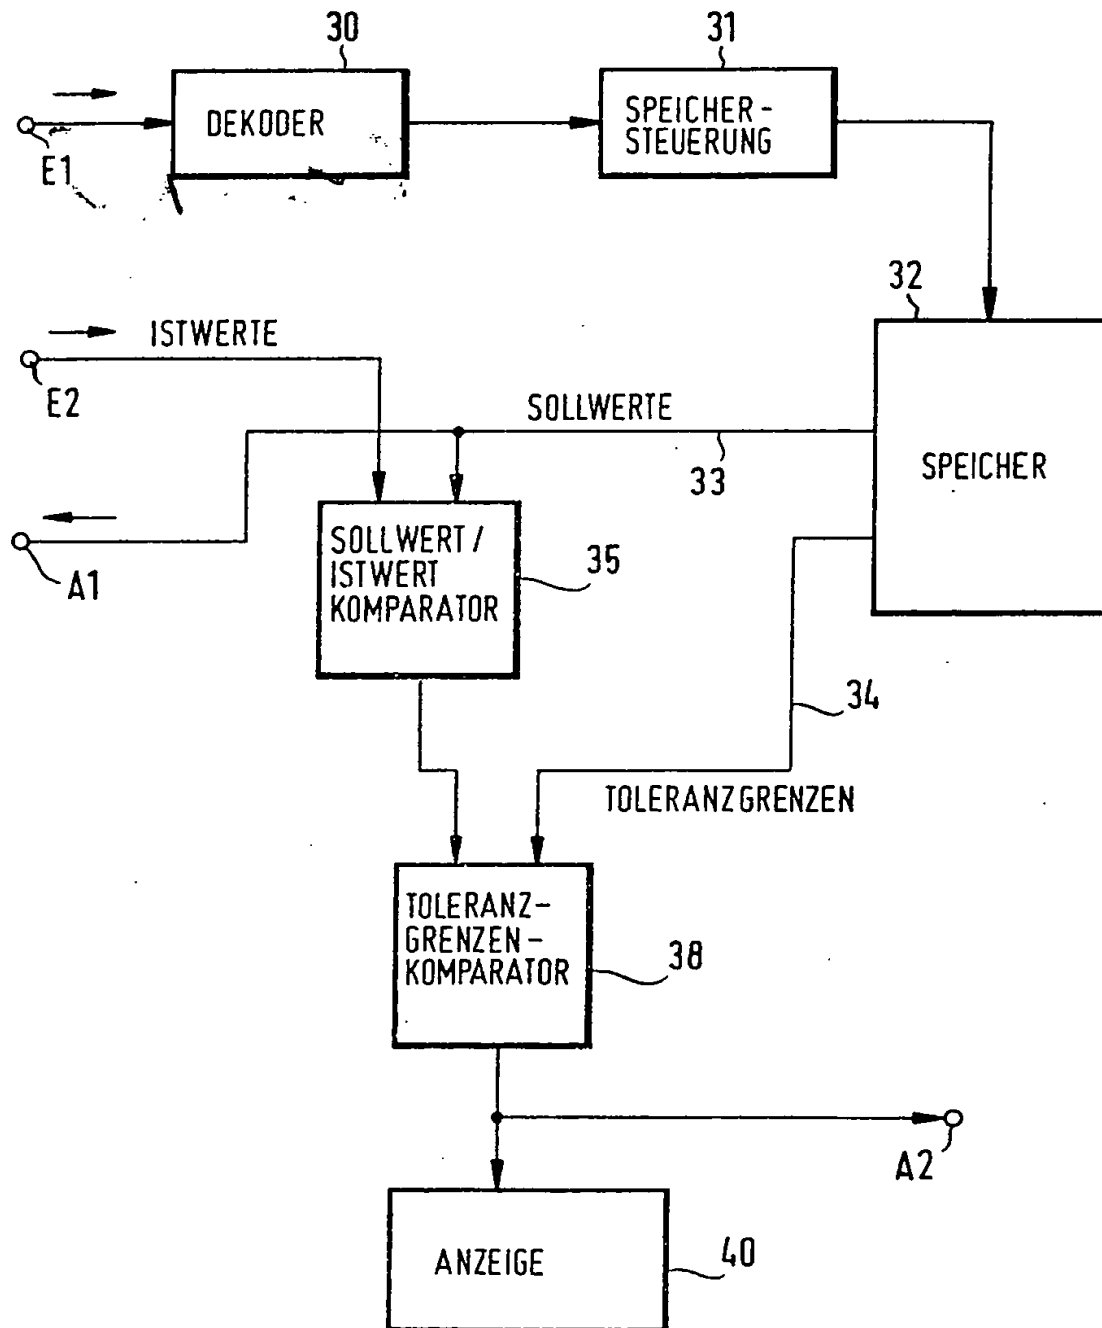 30
31
DEKODER
SPEICHER-
STEUERUNG
E1
32
ISTWERTE
E2
SOLLWERTE
33
SPEICHER
A1
SOLLWERT/
ISTWERT
KOMPARATOR
35
34
TOLERANZGRENZEN
TOLERANZ-
GRENZEN-
KOMPARATOR
38
A2
ANZEIGE
40